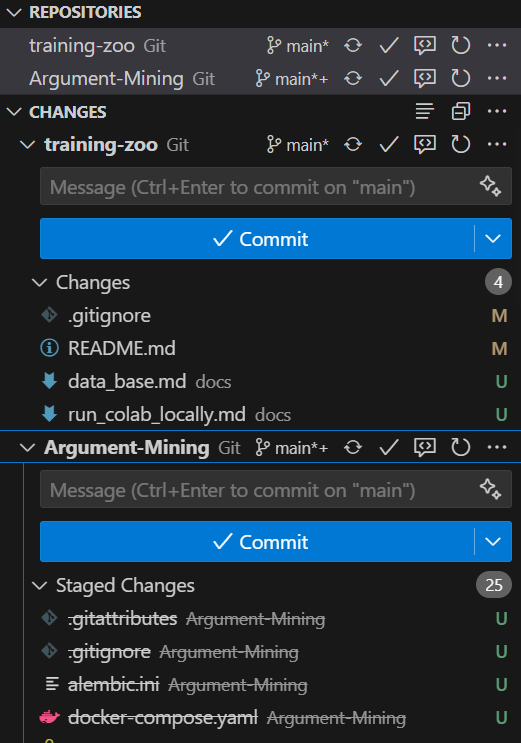 REPOSITORIES
training-zoo Git main*
Argument-Mining Git main*+
CHANGES
training-zoo Git main*
Message (Ctrl+Enter to commit on "main")
Commit
Changes 4
.gitignore M
README.md M
data_base.md docs U
run_colab_locally.md docs U
Argument-Mining Git main*+
Message (Ctrl+Enter to commit on "main")
Commit
Staged Changes 25
.gitattributes Argument-Mining U
.gitignore Argument-Mining U
alembic.ini Argument-Mining U
docker-compose.yaml Argument-Mining U